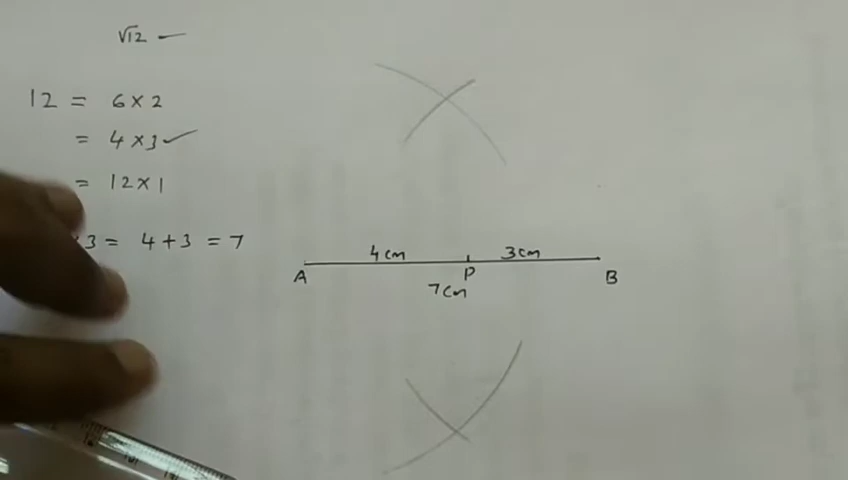 √12 —
12 = 6 × 2
= 4 × 3 ✓
= 12 × 1
× 3 = 4 + 3 = 7
4cm 3cm
A P B
7cm